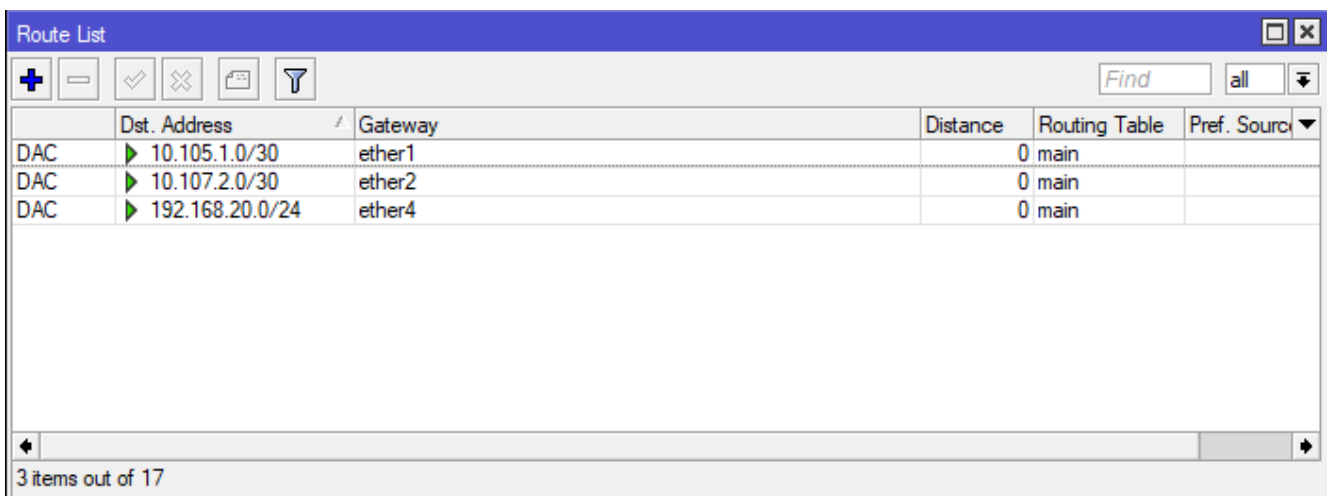 Route List
Find all
Dst. Address Gateway Distance Routing Table Pref. Sourc
DAC 10.105.1.0/30 ether1 0 main
DAC 10.107.2.0/30 ether2 0 main
DAC 192.168.20.0/24 ether4 0 main
3 items out of 17